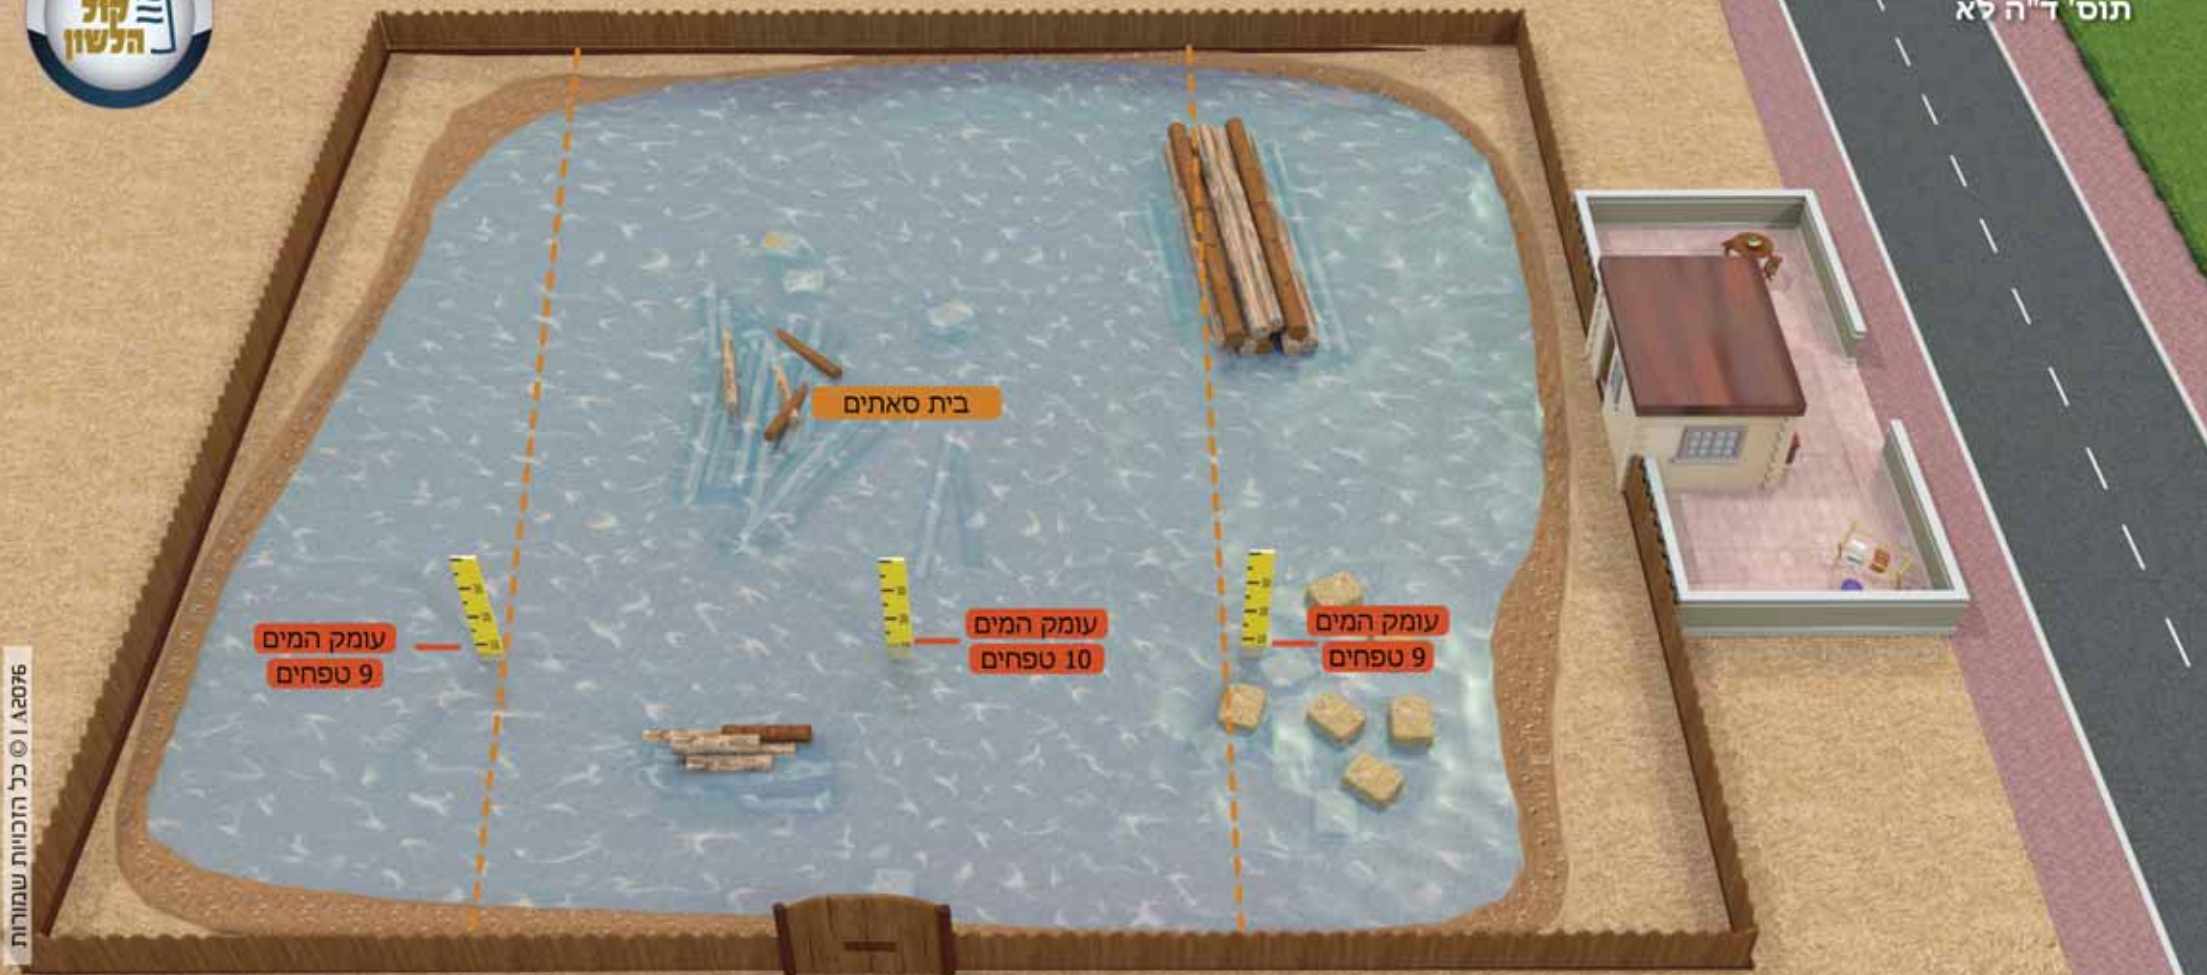 קול
הלשון
תוס' ד"ה לא
בית סאתים
עומק המים
9 טפחים
עומק המים
10 טפחים
עומק המים
9 טפחים
A2076 | © כל הזכויות שמורות